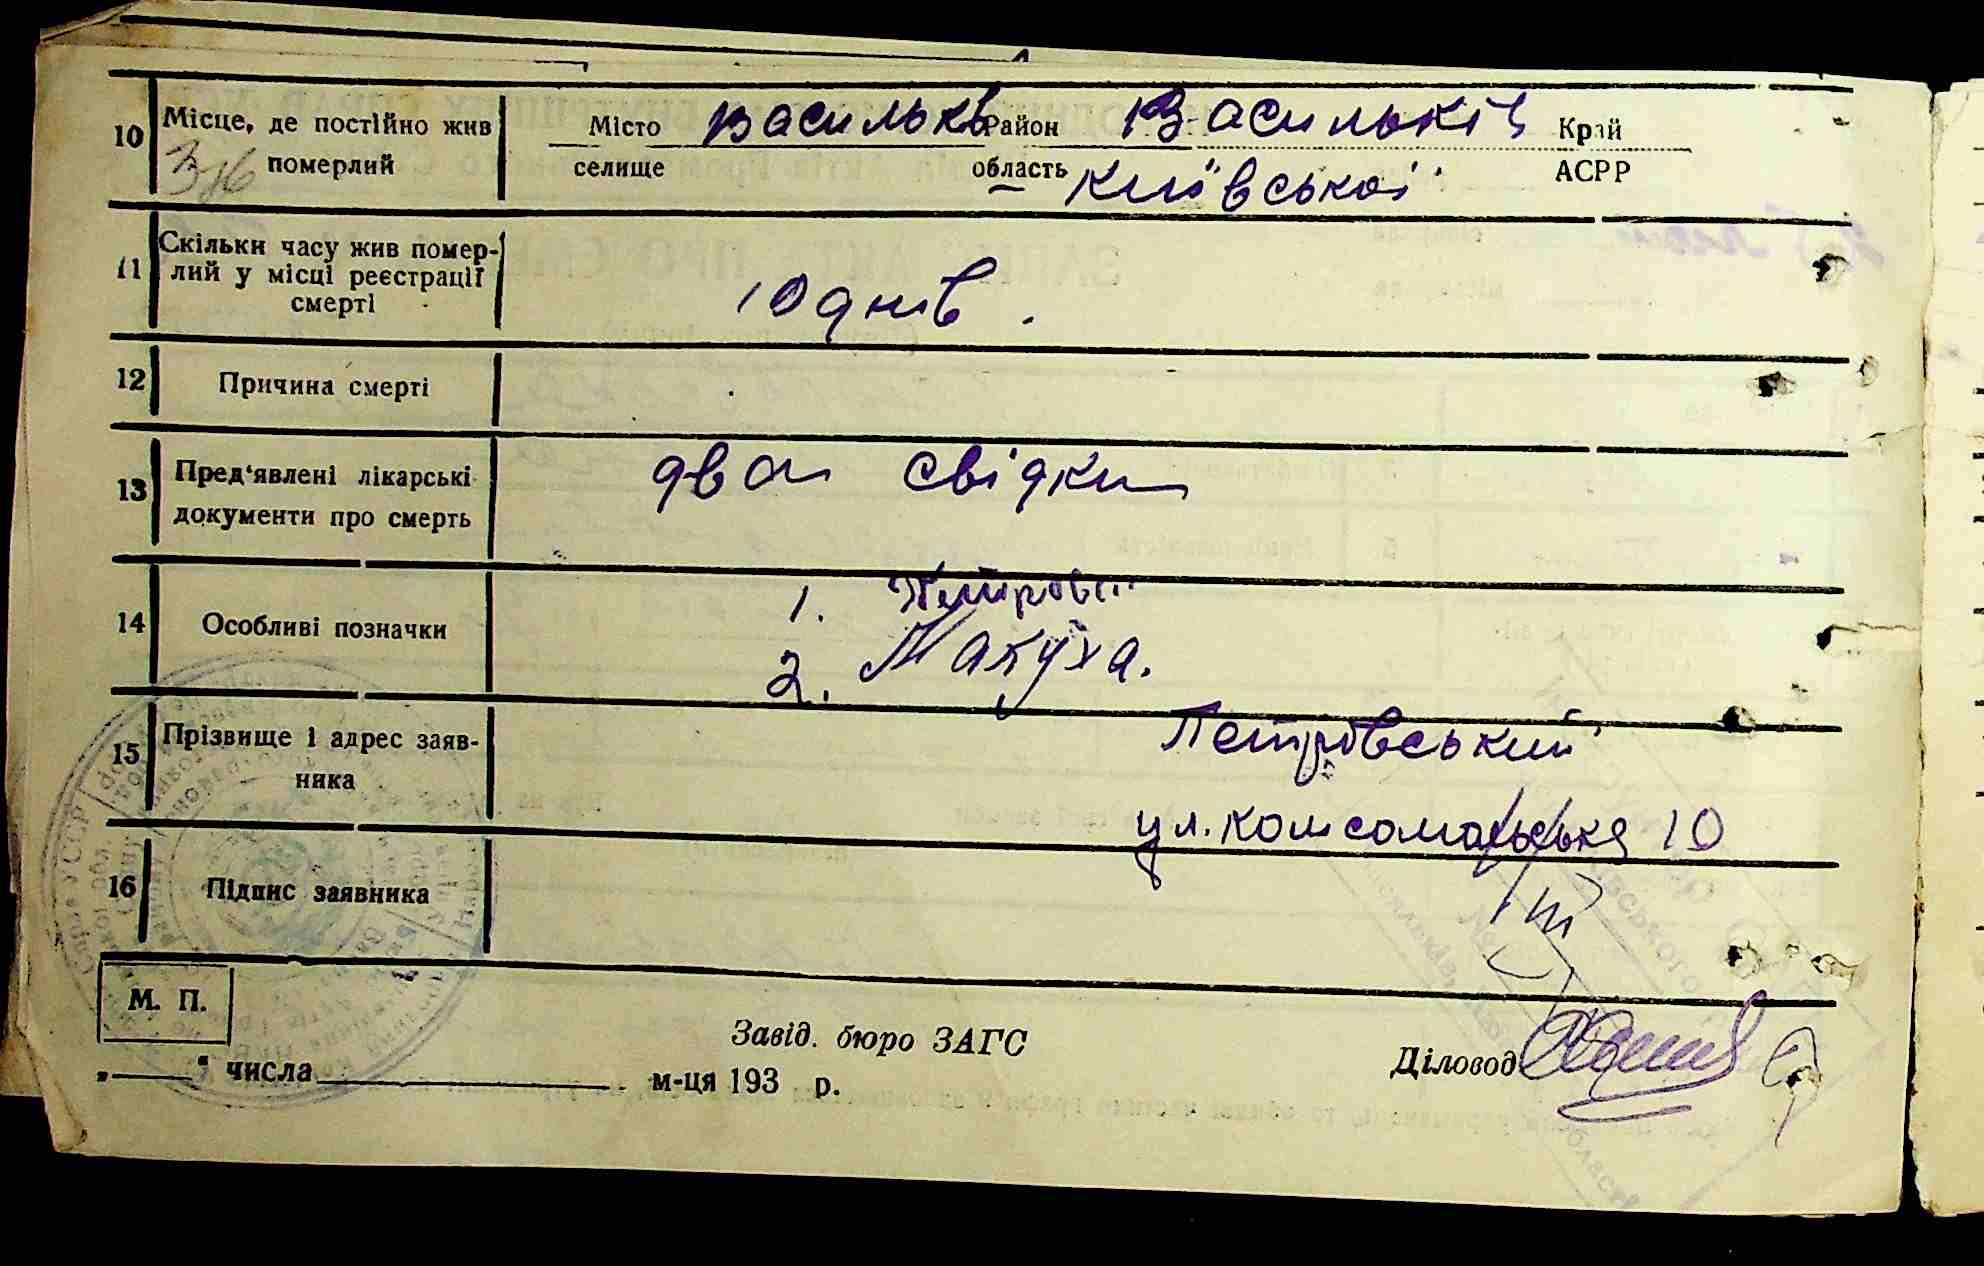 10 Місце, де постійно жив Місто Васильків Район Васильків Край
316 померлий селище область Київської АСРР
11 Скільки часу жив помер-
лий у місці реєстрації
смерті
10 днів.
12 Причина смерті
13 Пред'явлені лікарські два свідки
документи про смерть
1. Петровсь
14 Особливі позначки
2. Макуха.
15 Прізвище і адрес заяв- Петровський
ника
ул. комсомольська 10
16 Підпис заявника
М. П.
Завід. бюро ЗАГС Діловод
„ “ числа м-ця 193 р.